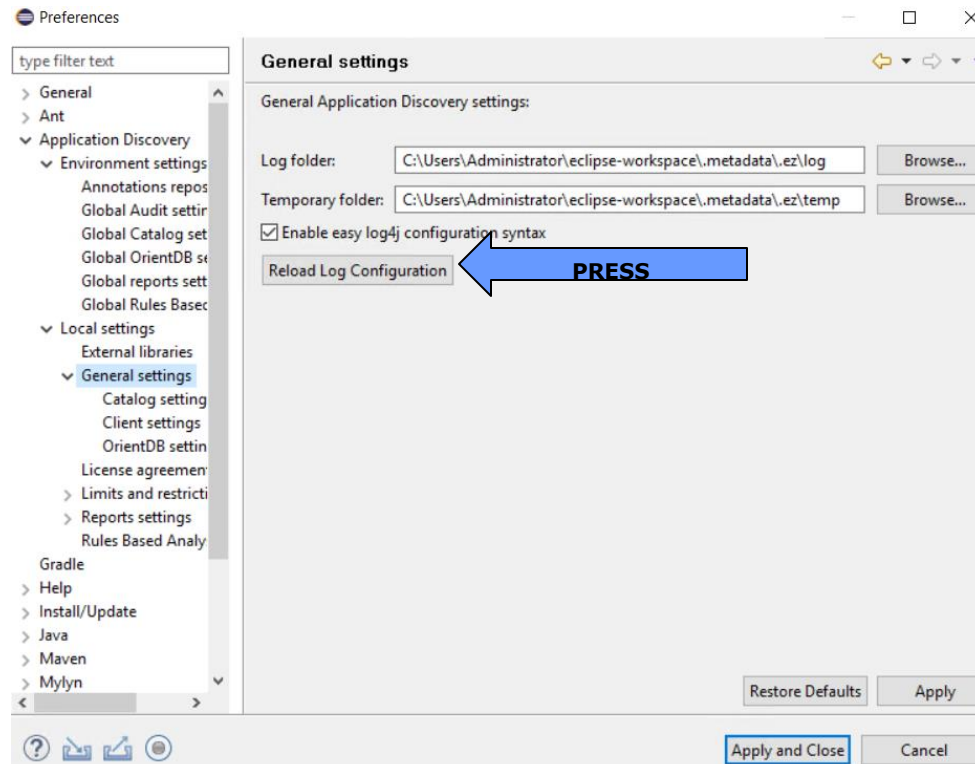 Preferences
type filter text
General
Ant
Application Discovery
Environment settings
Annotations repos
Global Audit settin
Global Catalog set
Global OrientDB se
Global reports sett
Global Rules Based
Local settings
External libraries
General settings
Catalog setting
Client settings
OrientDB settin
License agreemen
Limits and restricti
Reports settings
Rules Based Analy
Gradle
Help
Install/Update
Java
Maven
Mylyn
General settings
General Application Discovery settings:
Log folder: C:\Users\Administrator\eclipse-workspace\.metadata\.ez\log Browse...
Temporary folder: C:\Users\Administrator\eclipse-workspace\.metadata\.ez\temp Browse...
Enable easy log4j configuration syntax
Reload Log Configuration PRESS
Restore Defaults Apply
Apply and Close Cancel